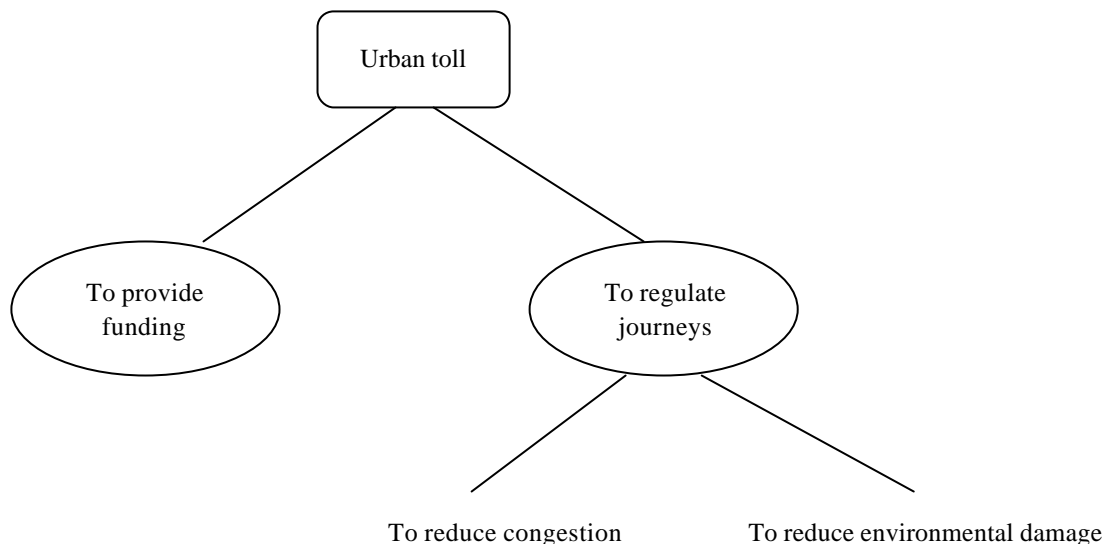 Urban toll
To provide
funding
To regulate
journeys
To reduce congestion
To reduce environmental damage